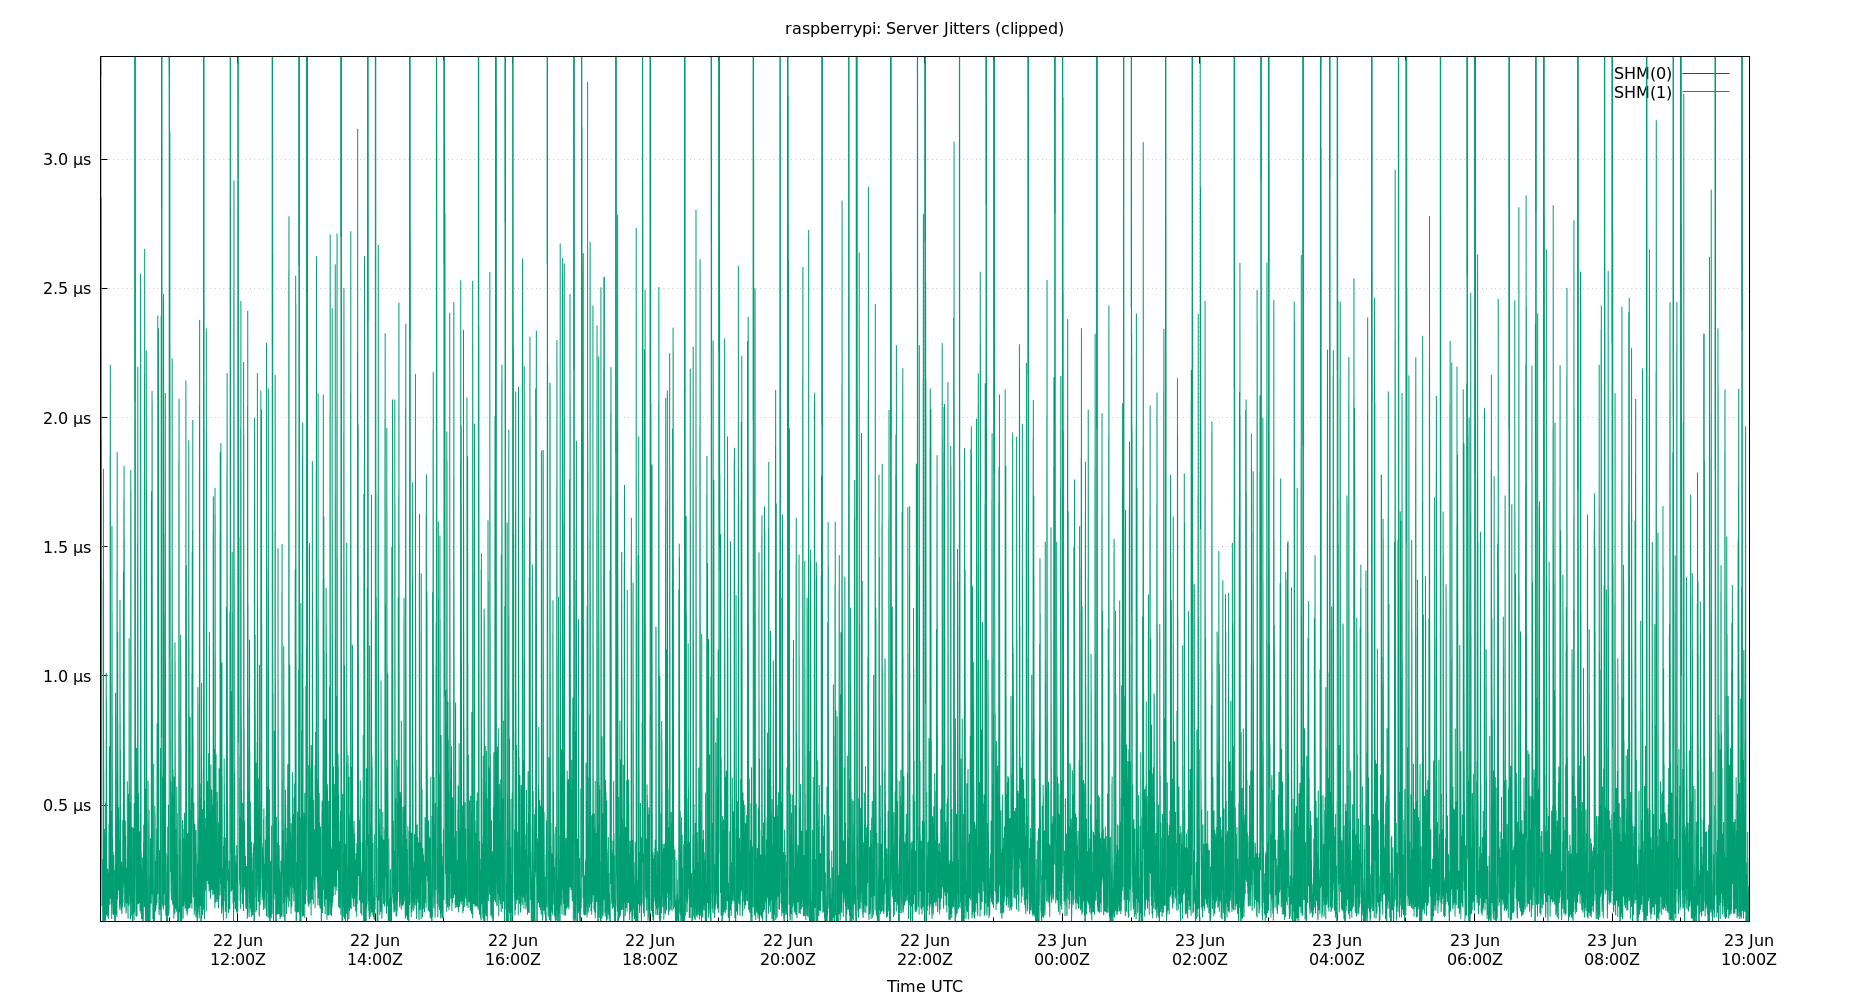 raspberrypi: Server Jitters (clipped)
SHM(0)
SHM(1)
3.0 µs
2.5 µs
2.0 µs
1.5 µs
1.0 µs
0.5 µs
22 Jun 22 Jun 22 Jun 22 Jun 22 Jun 22 Jun 23 Jun 23 Jun 23 Jun 23 Jun 23 Jun 23 Jun
12:00Z 14:00Z 16:00Z 18:00Z 20:00Z 22:00Z 00:00Z 02:00Z 04:00Z 06:00Z 08:00Z 10:00Z
Time UTC